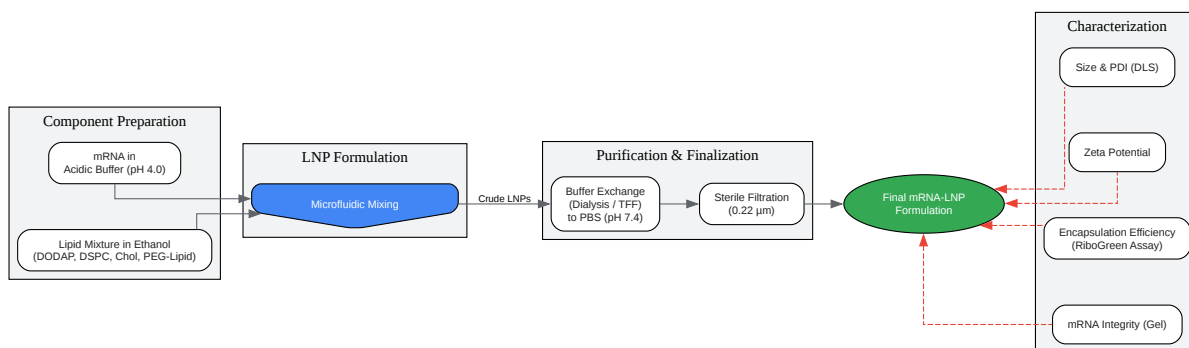 Component Preparation
mRNA in
Acidic Buffer (pH 4.0)
Lipid Mixture in Ethanol
(DODAP, DSPC, Chol, PEG-Lipid)
LNP Formulation
Microfluidic Mixing
Crude LNPs
Purification & Finalization
Buffer Exchange
(Dialysis / TFF)
to PBS (pH 7.4)
Sterile Filtration
(0.22 µm)
Final mRNA-LNP
Formulation
Characterization
Size & PDI (DLS)
Zeta Potential
Encapsulation Efficiency
(RiboGreen Assay)
mRNA Integrity (Gel)